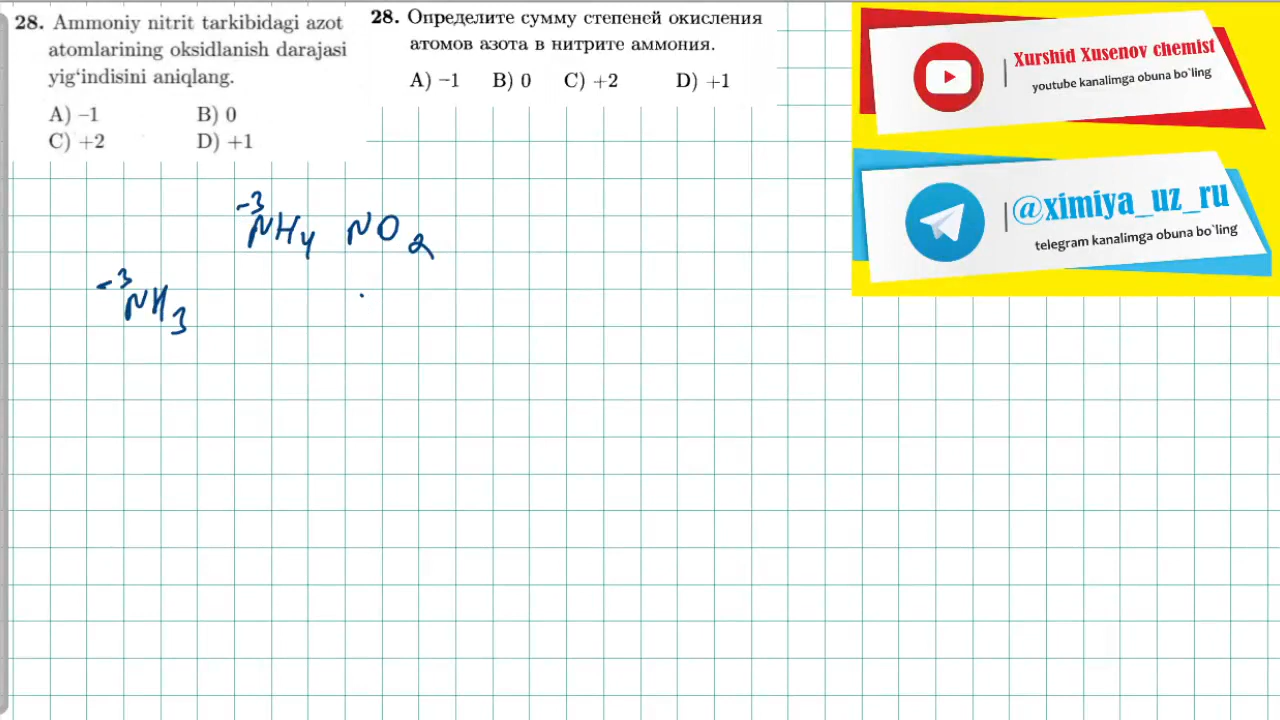 28. Ammoniy nitrit tarkibidagi azot
atomlarining oksidlanish darajasi
yig‘indisini aniqlang.
A) −1 B) 0
C) +2 D) +1
28. Определите сумму степеней окисления
атомов азота в нитрите аммония.
A) −1 B) 0 C) +2 D) +1
Xurshid Xusenov chemist
youtube kanalimga obuna bo`ling
@ximiya_uz_ru
telegram kanalimga obuna bo`ling
-3
NH4 NO2
-3
NH3